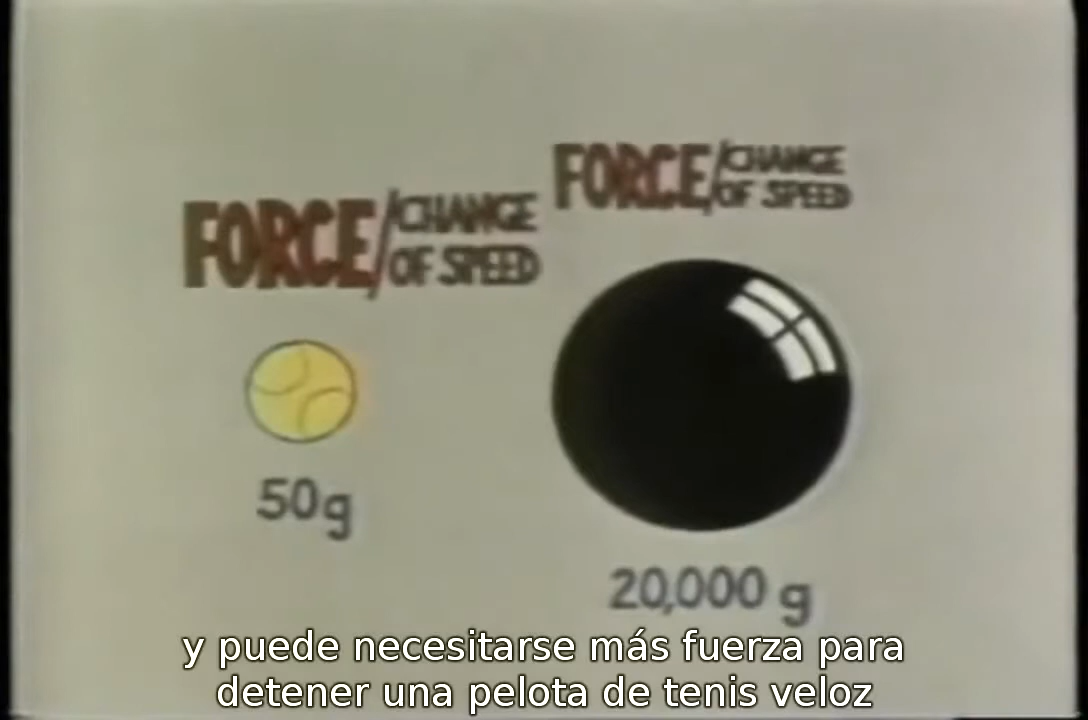 FORCE/CHANGE
OF SPEED
FORCE/CHANGE
OF SPEED
50g
20,000 g
y puede necesitarse más fuerza para
detener una pelota de tenis veloz